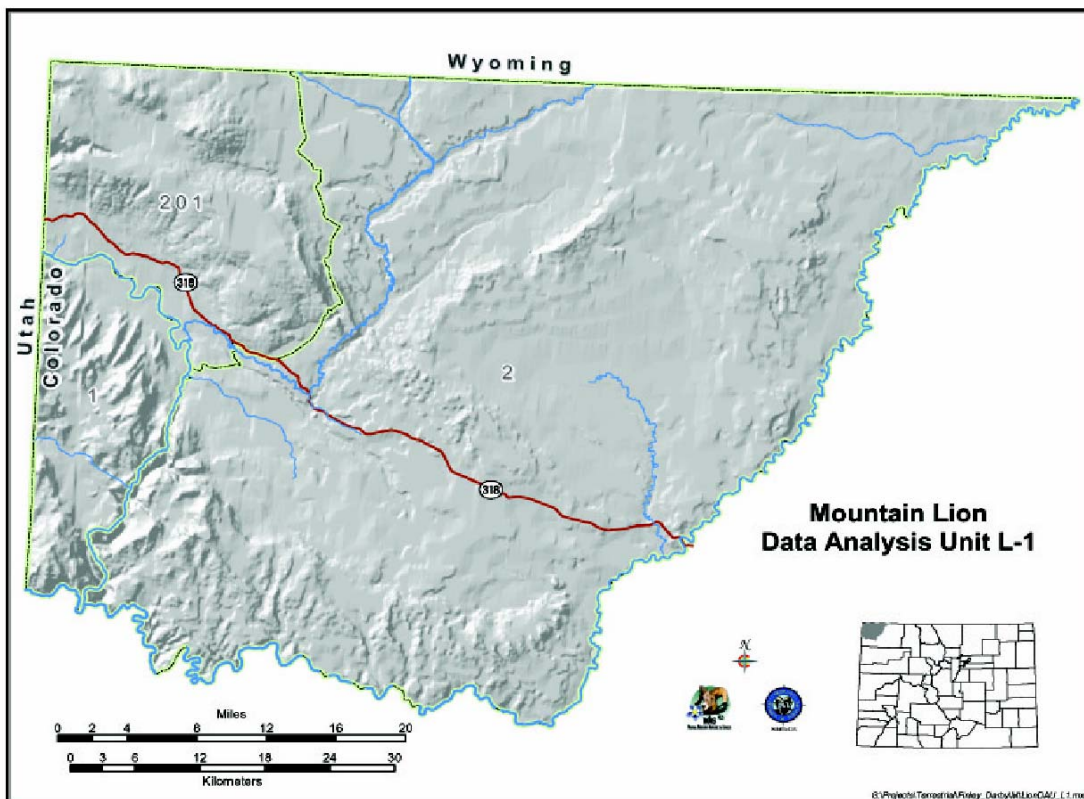 Wyoming
201
318
Utah
Colorado
1
2
318
Mountain Lion
Data Analysis Unit L-1
N
Miles
0 2 4 8 12 16 20
0 3 6 12 18 24 30
Kilometers